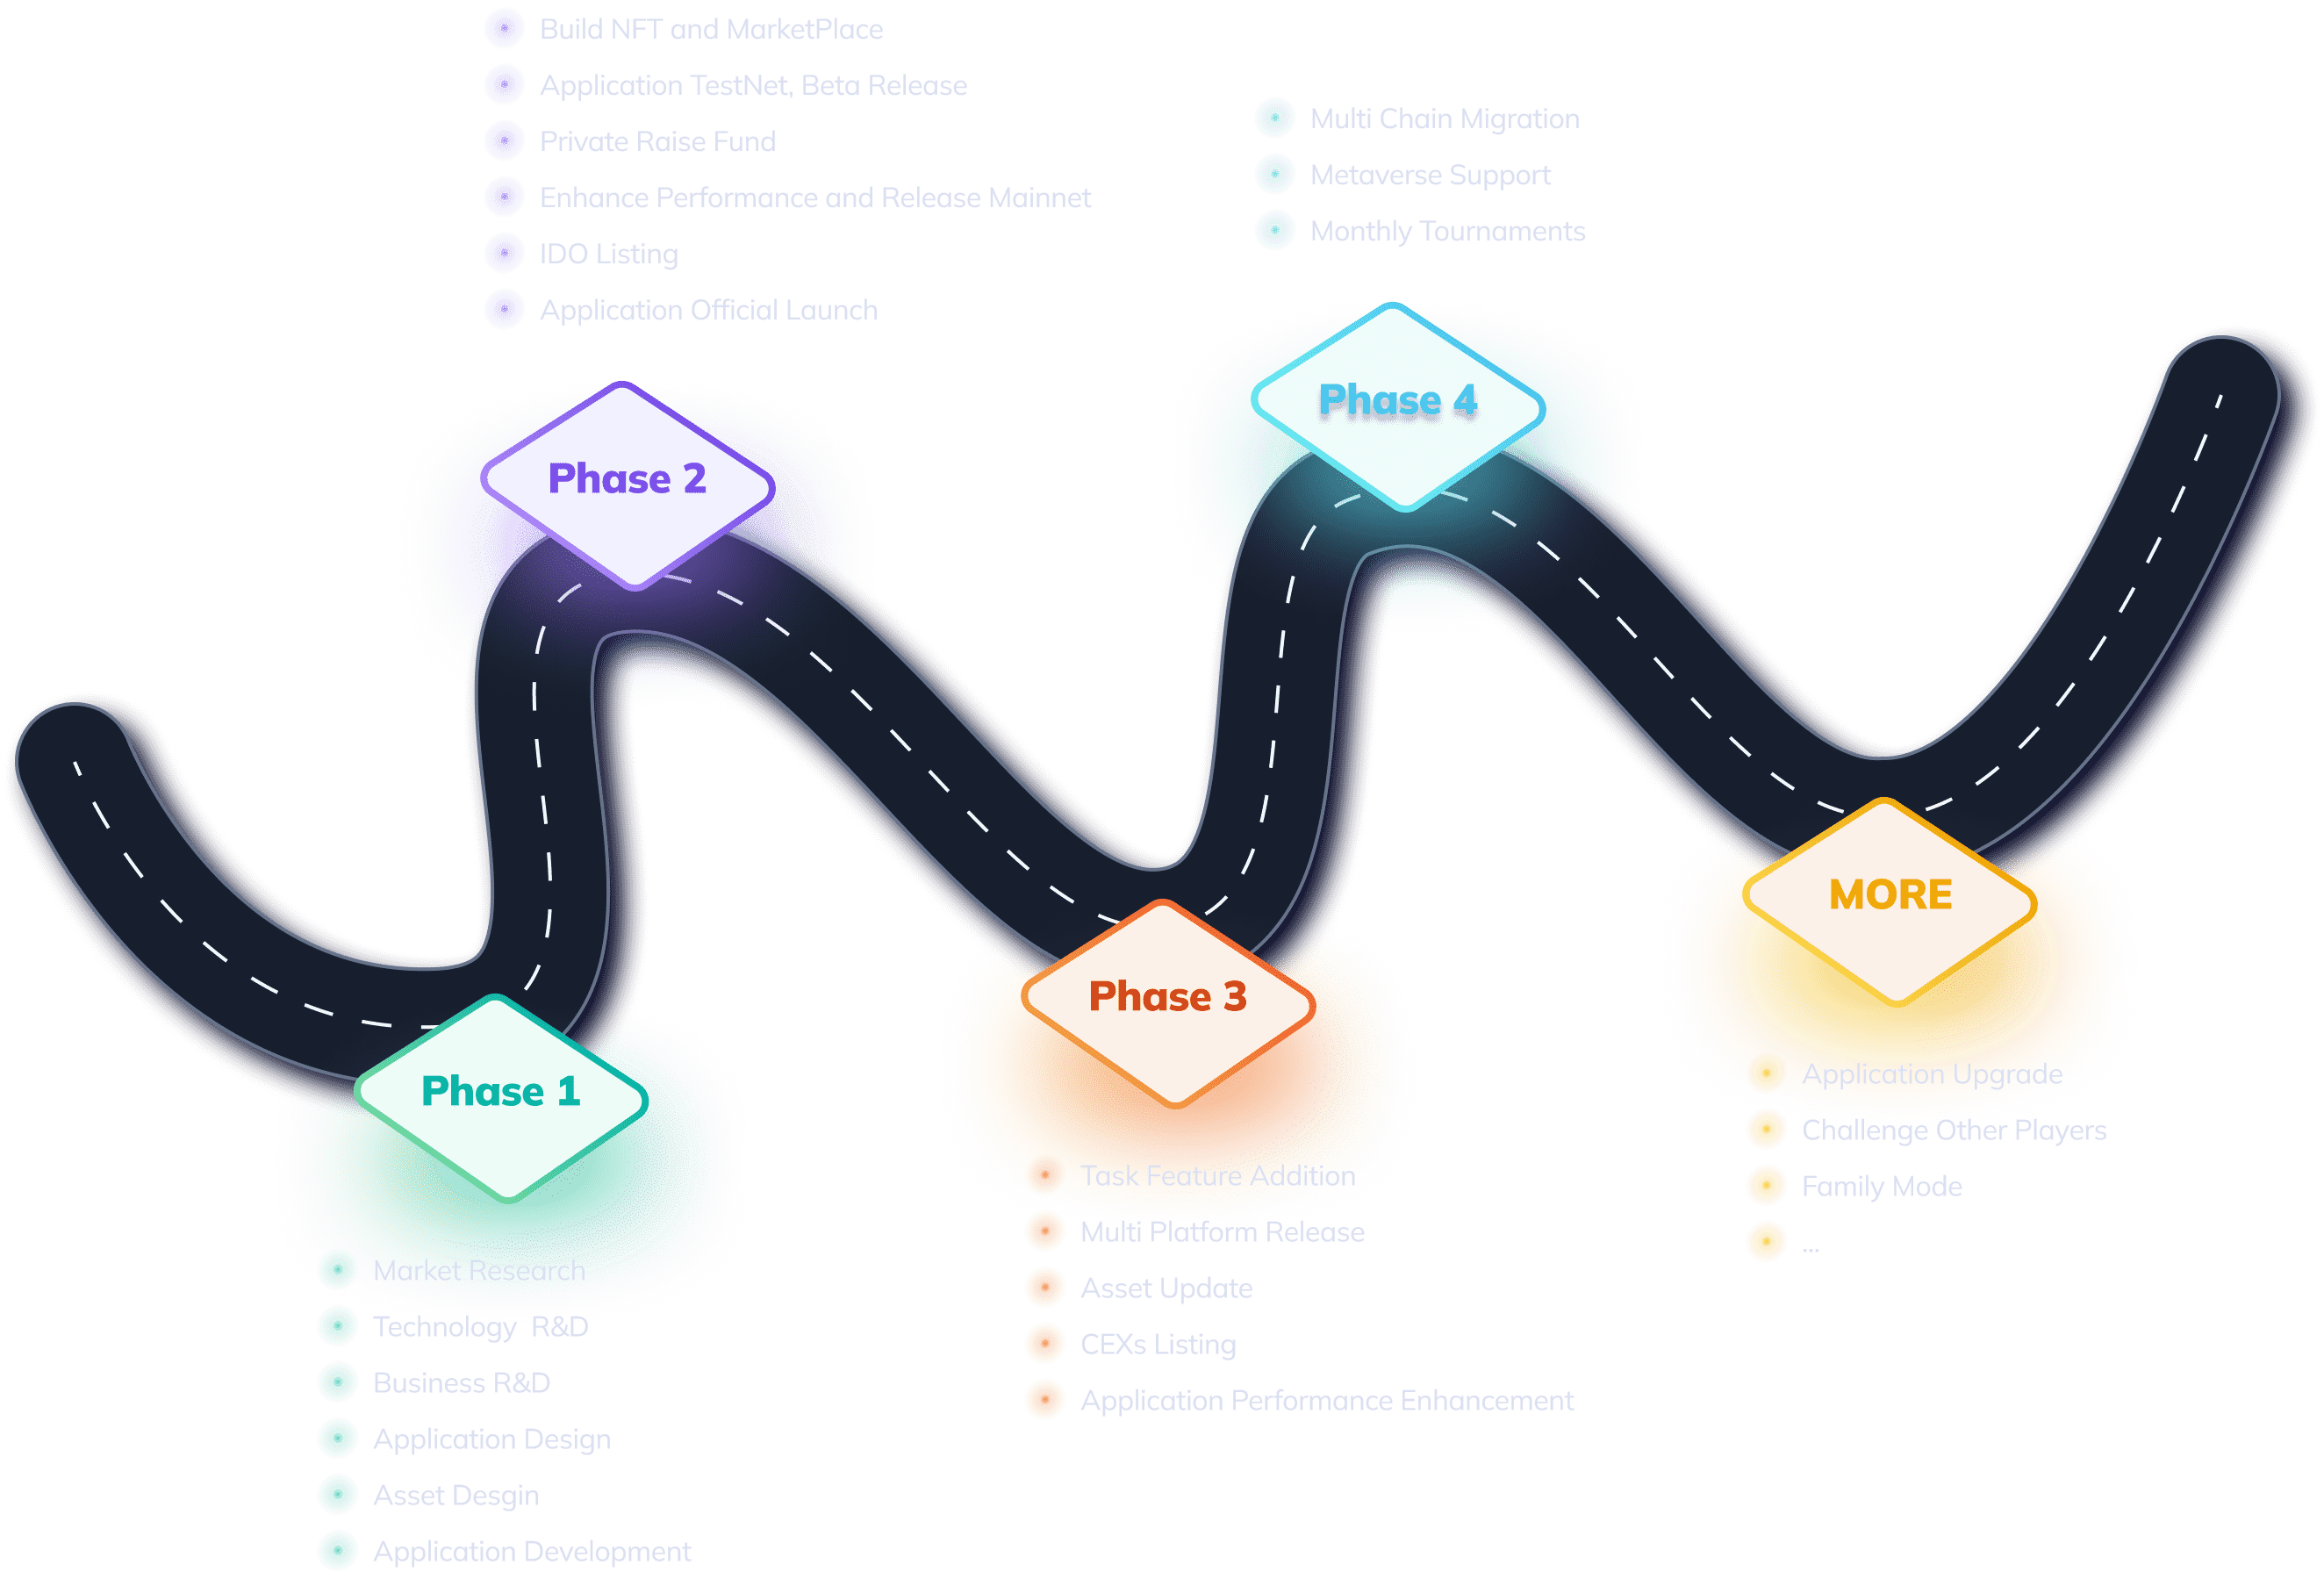 Build NFT and MarketPlace
Application TestNet, Beta Release
Private Raise Fund
Enhance Performance and Release Mainnet
IDO Listing
Application Official Launch
Phase 2
Multi Chain Migration
Metaverse Support
Monthly Tournaments
Phase 4
Phase 1
Market Research
Technology R&D
Business R&D
Application Design
Asset Desgin
Application Development
Phase 3
Task Feature Addition
Multi Platform Release
Asset Update
CEXs Listing
Application Performance Enhancement
MORE
Application Upgrade
Challenge Other Players
Family Mode
...